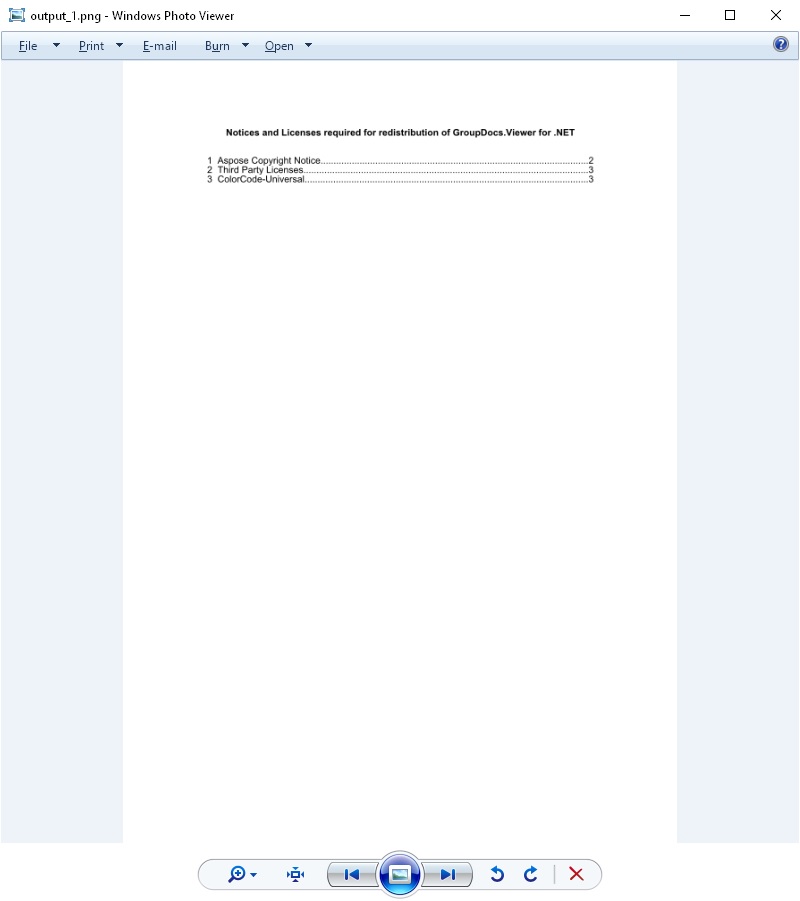 output_1.png - Windows Photo Viewer
File Print E-mail Burn Open
Notices and Licenses required for redistribution of GroupDocs.Viewer for .NET
1 Aspose Copyright Notice....................................................................................................2
2 Third Party Licenses..........................................................................................................3
3 ColorCode-Universal..........................................................................................................3